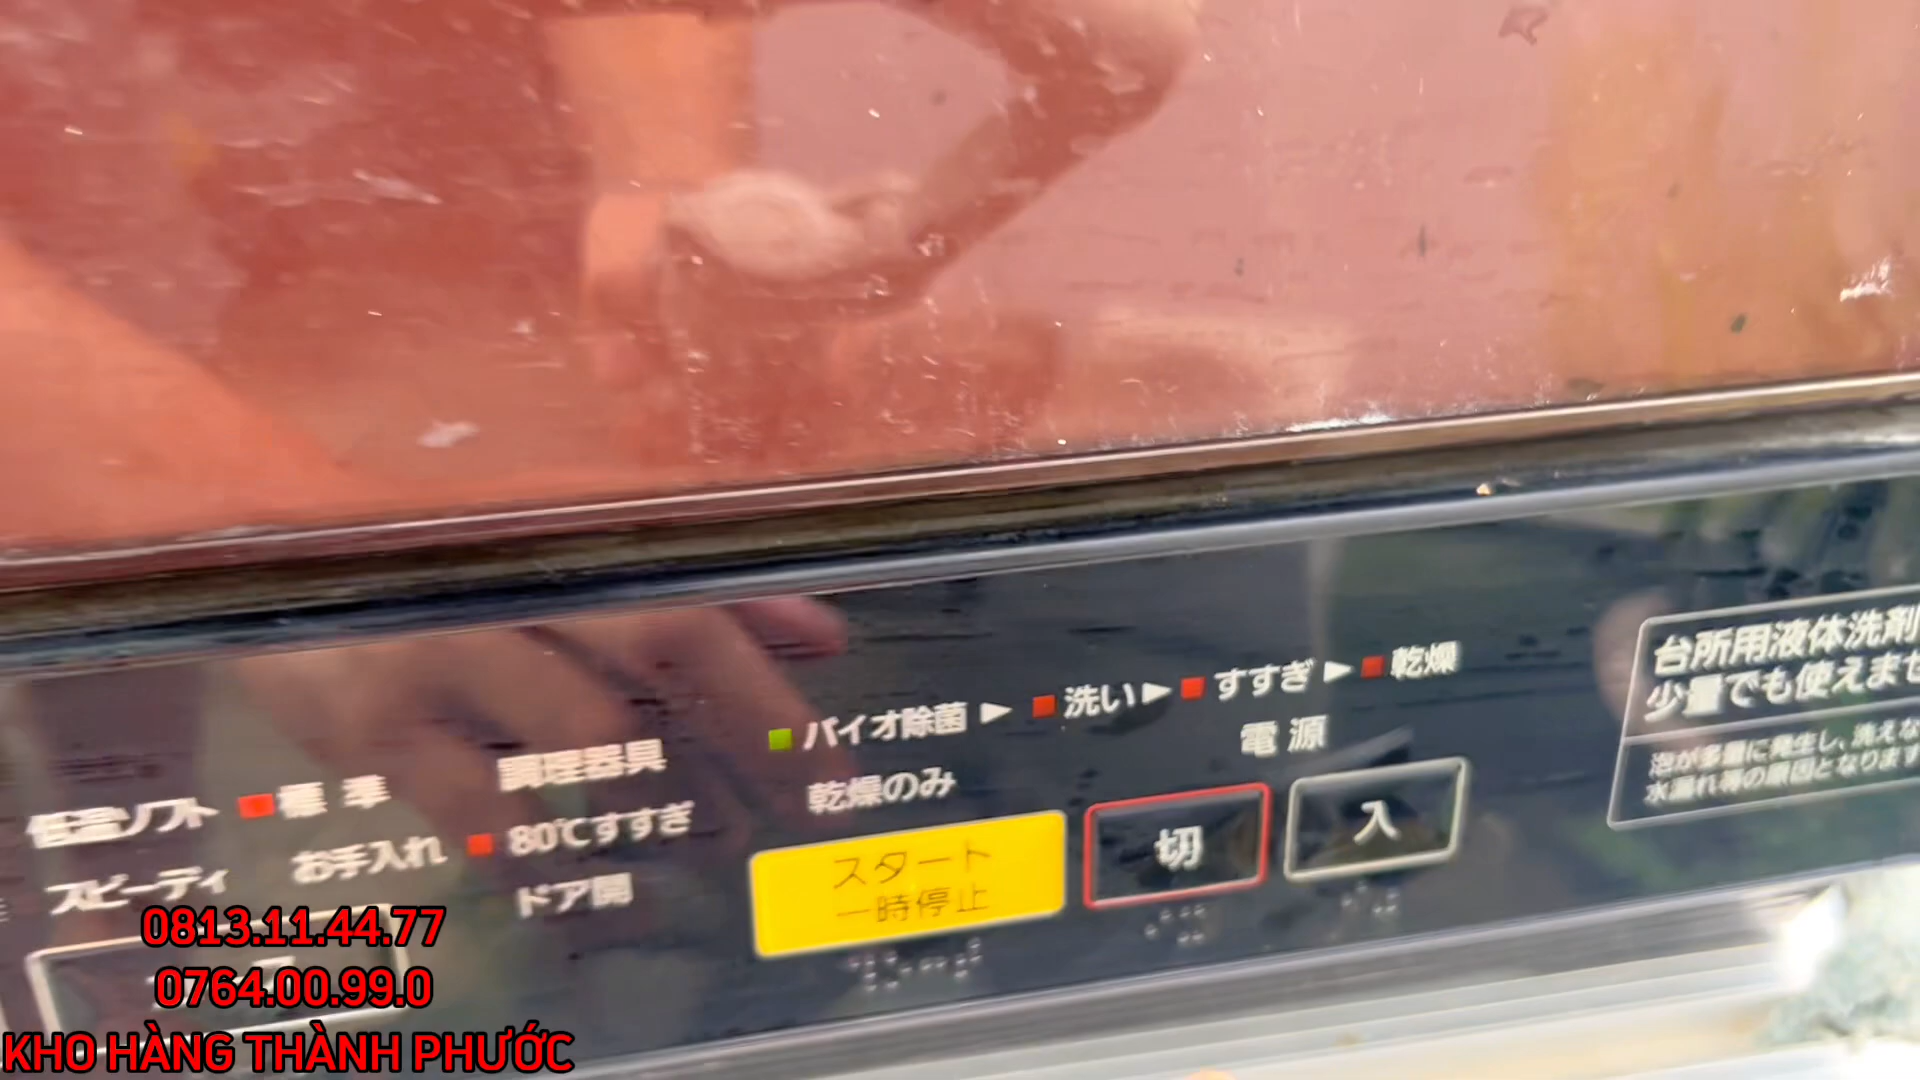 低温ソフト 標準 調理器具
スピーディ お手入れ 80℃すすぎ
ドア開
バイオ除菌 ▶ 洗い ▶ すすぎ ▶ 乾燥
乾燥のみ
電源
スタート
一時停止
切
入
台所用液体洗剤
少量でも使えませ
泡が多量に発生し、洗えな
水漏れ等の原因となります
0813.11.44.77
0764.00.99.0
KHO HÀNG THÀNH PHƯỚC